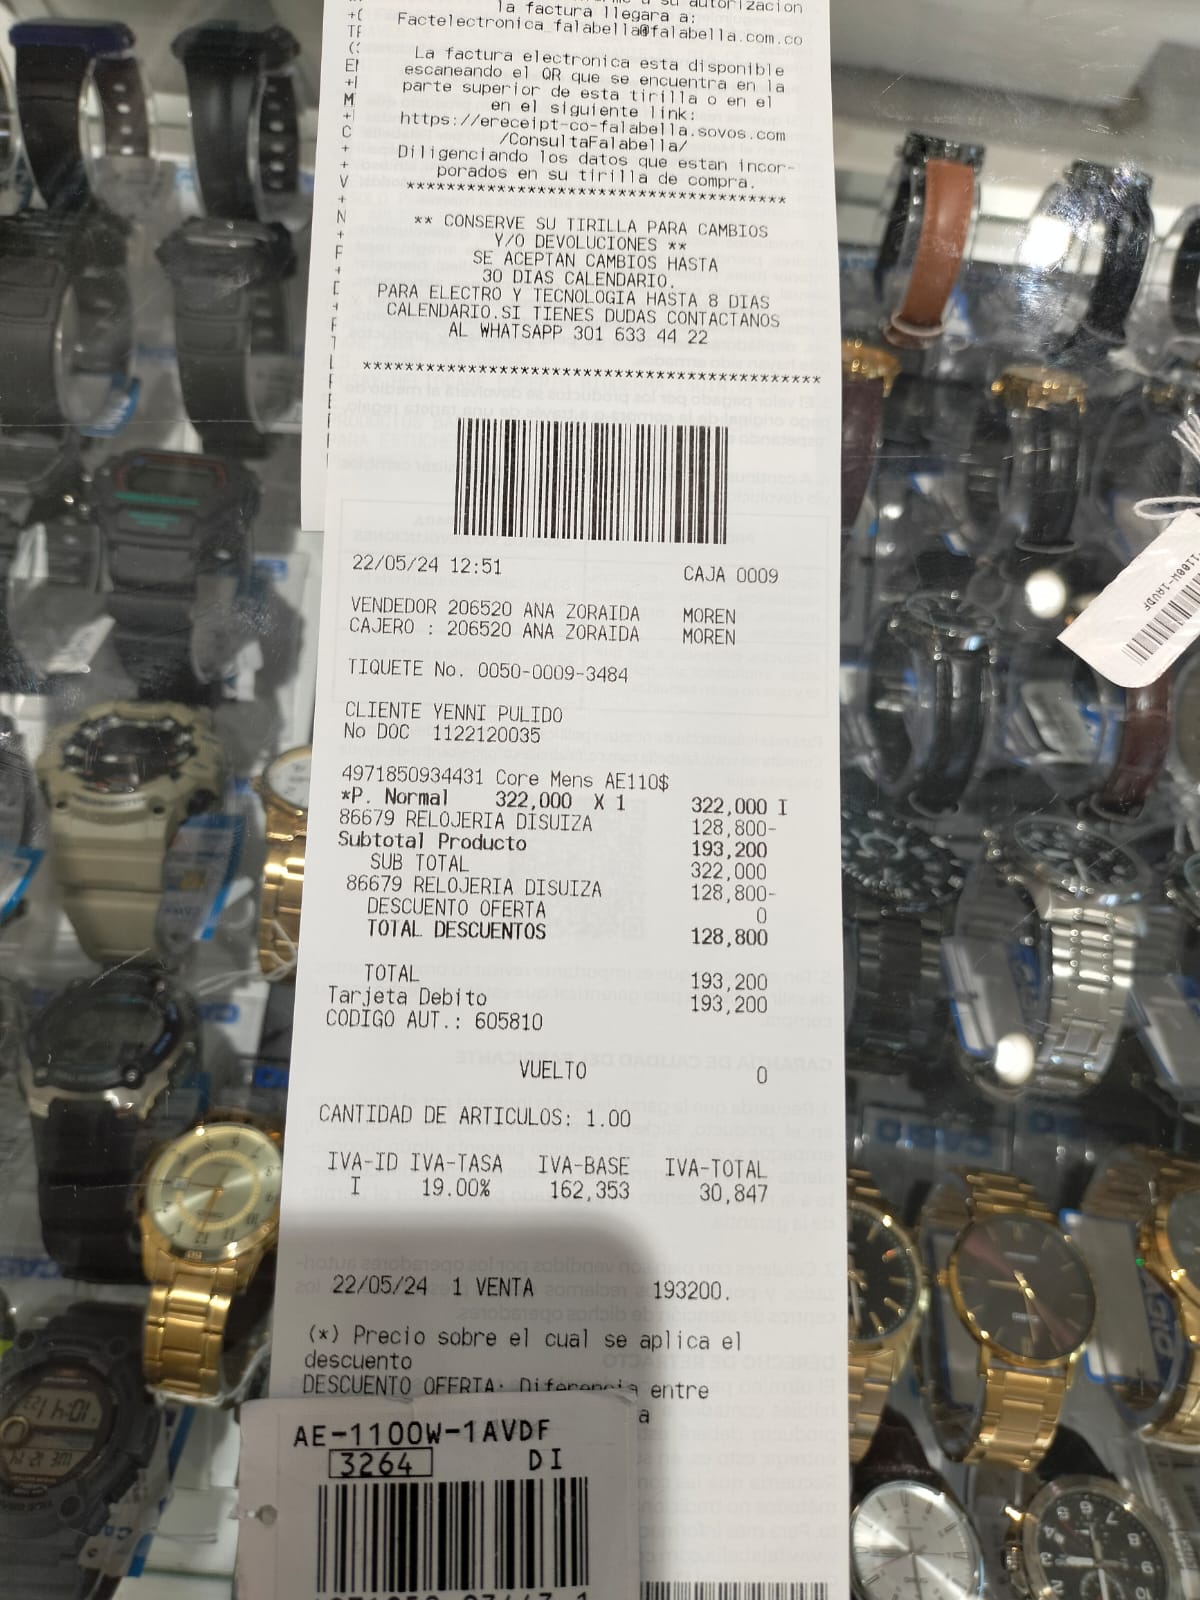 la factura llegara a:
Factelectronica_falabella@falabella.com.co
La factura electronica esta disponible
escaneando el QR que se encuentra en la
parte superior de esta tirilla o en el
en el siguiente link:
https://ereceipt-co-falabella.sovos.com
/ConsultaFalabella/
Diligenciando los datos que estan incor-
porados en su tirilla de compra.
****************************************
** CONSERVE SU TIRILLA PARA CAMBIOS
Y/O DEVOLUCIONES **
SE ACEPTAN CAMBIOS HASTA
30 DIAS CALENDARIO.
PARA ELECTRO Y TECNOLOGIA HASTA 8 DIAS
CALENDARIO.SI TIENES DUDAS CONTACTANOS
AL WHATSAPP 301 633 44 22
************************************************
22/05/24 12:51 CAJA 0009
VENDEDOR 206520 ANA ZORAIDA MOREN
CAJERO : 206520 ANA ZORAIDA MOREN
TIQUETE No. 0050-0009-3484
CLIENTE YENNI PULIDO
No DOC 1122120035
4971850934431 Core Mens AE110$
*P. Normal 322,000 X 1 322,000 I
86679 RELOJERIA DISUIZA 128,800-
Subtotal Producto 193,200
SUB TOTAL 322,000
86679 RELOJERIA DISUIZA 128,800-
DESCUENTO OFERTA 0
TOTAL DESCUENTOS 128,800
TOTAL 193,200
Tarjeta Debito 193,200
CODIGO AUT.: 605810
VUELTO 0
CANTIDAD DE ARTICULOS: 1.00
IVA-ID IVA-TASA IVA-BASE IVA-TOTAL
I 19.00% 162,353 30,847
22/05/24 1 VENTA 193200.
(*) Precio sobre el cual se aplica el
descuento
DESCUENTO OFERTA: Diferencia entre
a
AE-1100W-1AVDF
3264 DI